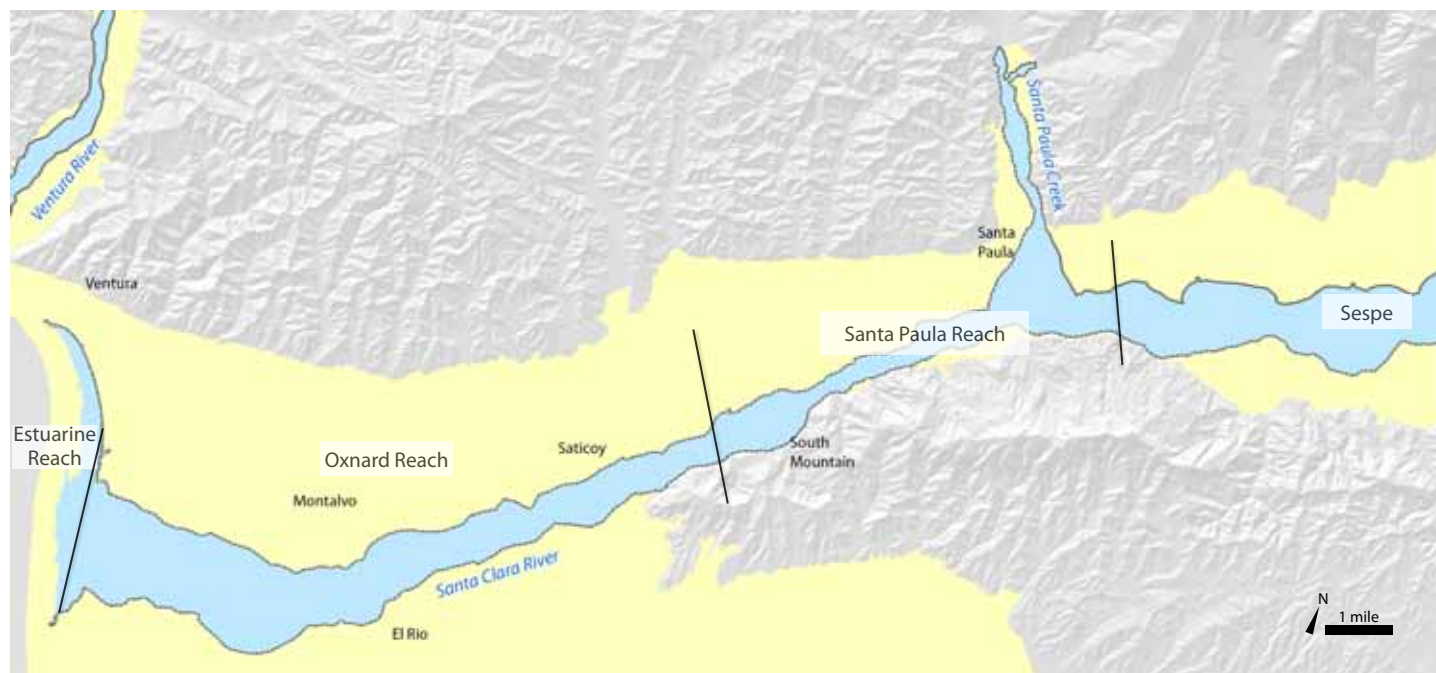 Santa Paula Creek
Ventura River
Santa
Paula
Ventura
Sespe
Santa Paula Reach
Estuarine
Reach
Oxnard Reach
Saticoy
South
Mountain
Montalvo
Santa Clara River
El Rio
N
1 mile